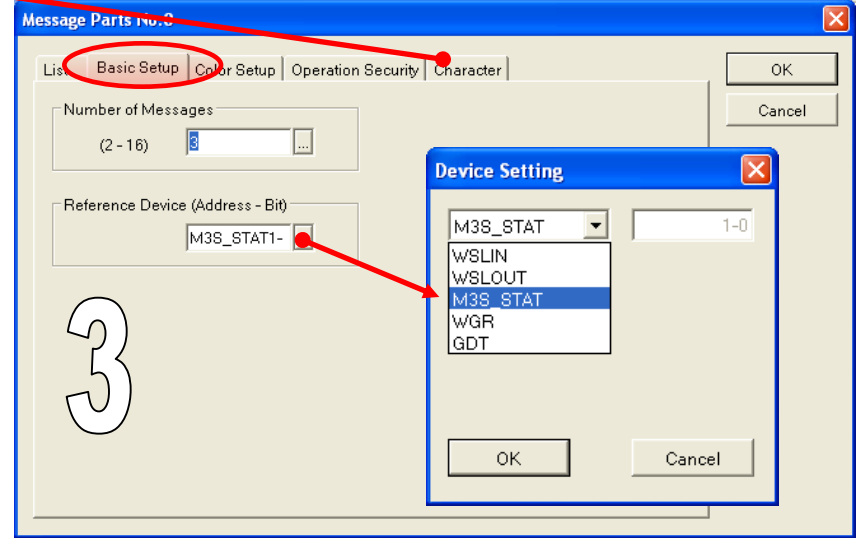 Message Parts No.8
List
Basic Setup
Color Setup
Operation Security
Character
OK
Cancel
Number of Messages
(2 - 16)
3
...
Reference Device (Address - Bit)
M3S_STAT1-
Device Setting
M3S_STAT
1-0
WSLIN
WSLOUT
M3S_STAT
WGR
GDT
3
OK
Cancel